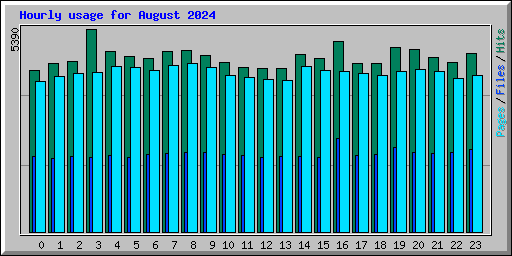 Hourly usage for August 2024
5390
Pages/Files/Hits
0 1 2 3 4 5 6 7 8 9 10 11 12 13 14 15 16 17 18 19 20 21 22 23